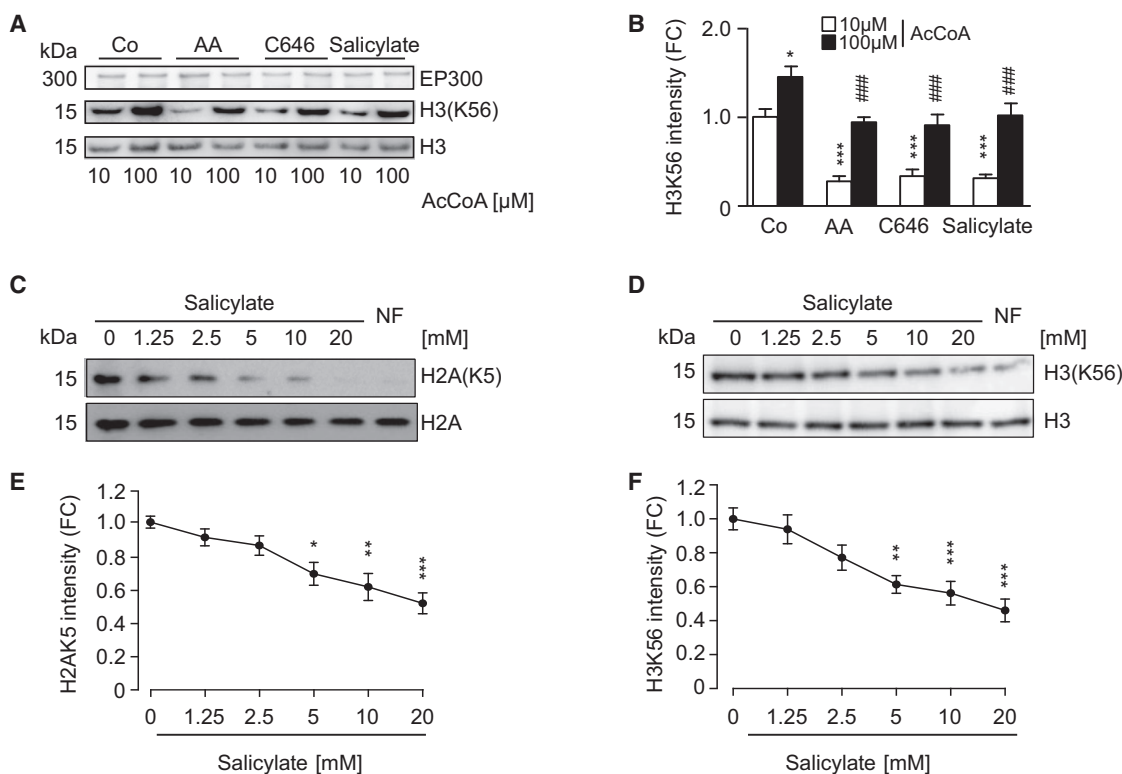 A
kDa
Co AA C646 Salicylate
300 EP300
15 H3(K56)
15 H3
10 100 10 100 10 100 10 100
AcCoA [µM]
B
10µM
100µM
AcCoA
H3K56 intensity (FC)
2.0
1.0
0
*
*** ### *** ### *** ###
Co AA C646 Salicylate
C
Salicylate NF
kDa 0 1.25 2.5 5 10 20 [mM]
15 H2A(K5)
15 H2A
D
Salicylate NF
kDa 0 1.25 2.5 5 10 20 [mM]
15 H3(K56)
15 H3
E
H2AK5 intensity (FC)
1.2
1.0
0.8
0.6
0.4
0.2
0
* ** ***
0 1.25 2.5 5 10 20
Salicylate [mM]
F
H3K56 intensity (FC)
1.2
1.0
0.8
0.6
0.4
0.2
0
** *** ***
0 1.25 2.5 5 10 20
Salicylate [mM]